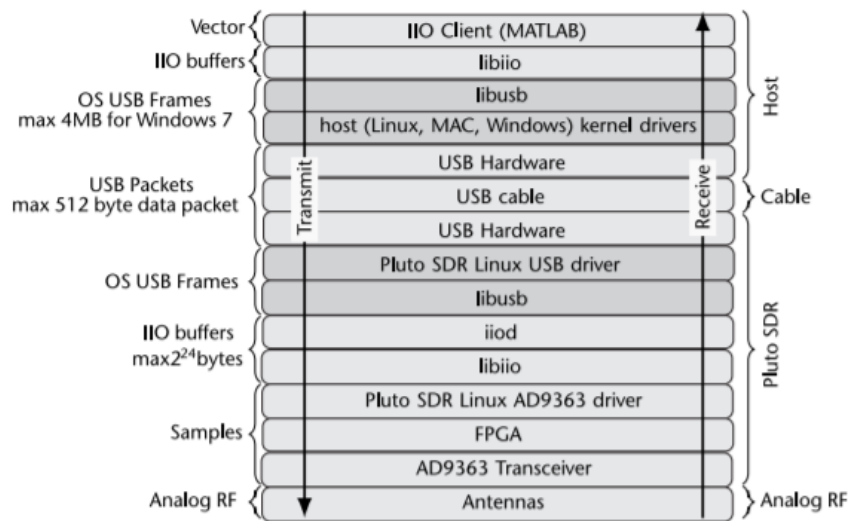 Vector
IIO Client (MATLAB)
IIO buffers
libiio
OS USB Frames
max 4MB for Windows 7
libusb
host (Linux, MAC, Windows) kernel drivers
Host
USB Packets
max 512 byte data packet
USB Hardware
USB cable
USB Hardware
Cable
Transmit
Receive
OS USB Frames
Pluto SDR Linux USB driver
libusb
IIO buffers
max2²⁴bytes
iiod
libiio
Pluto SDR
Samples
Pluto SDR Linux AD9363 driver
FPGA
AD9363 Transceiver
Analog RF
Antennas
Analog RF